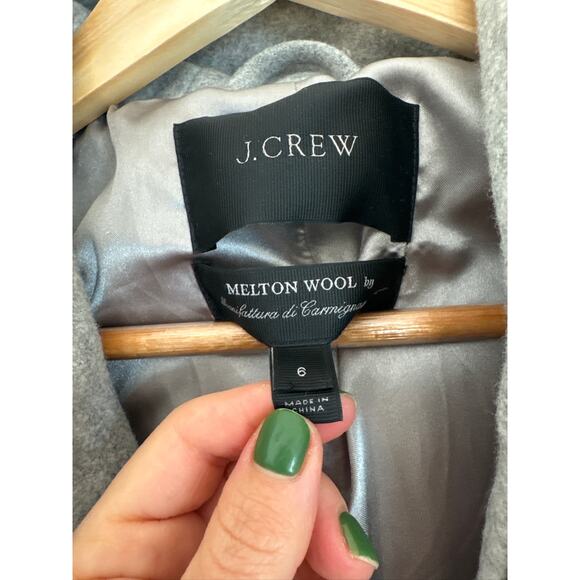 J.CREW
MELTON WOOL by
Manifattura di Carmignano
6
MADE IN
CHINA